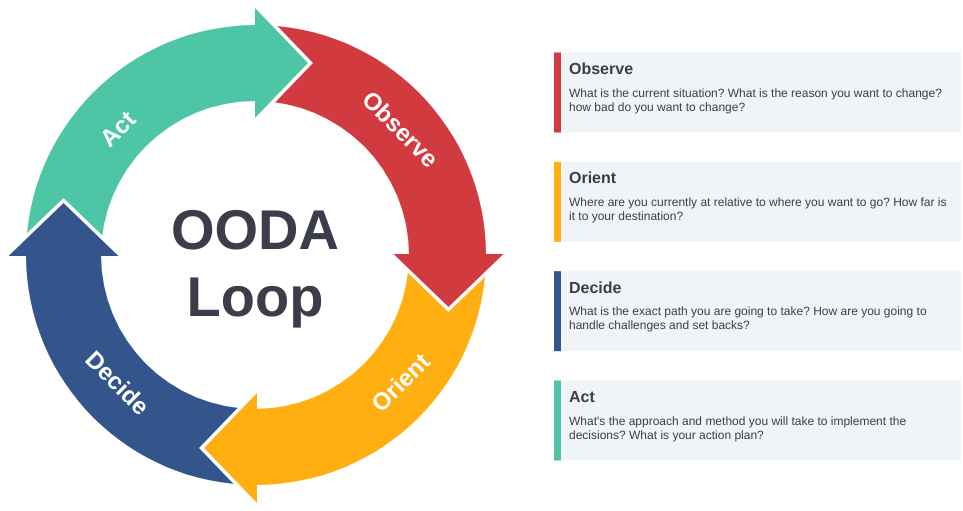 Act
Observe
OODA
Loop
Decide
Orient
Observe
What is the current situation? What is the reason you want to change?
how bad do you want to change?
Orient
Where are you currently at relative to where you want to go? How far is
it to your destination?
Decide
What is the exact path you are going to take? How are you going to
handle challenges and set backs?
Act
What's the approach and method you will take to implement the
decisions? What is your action plan?